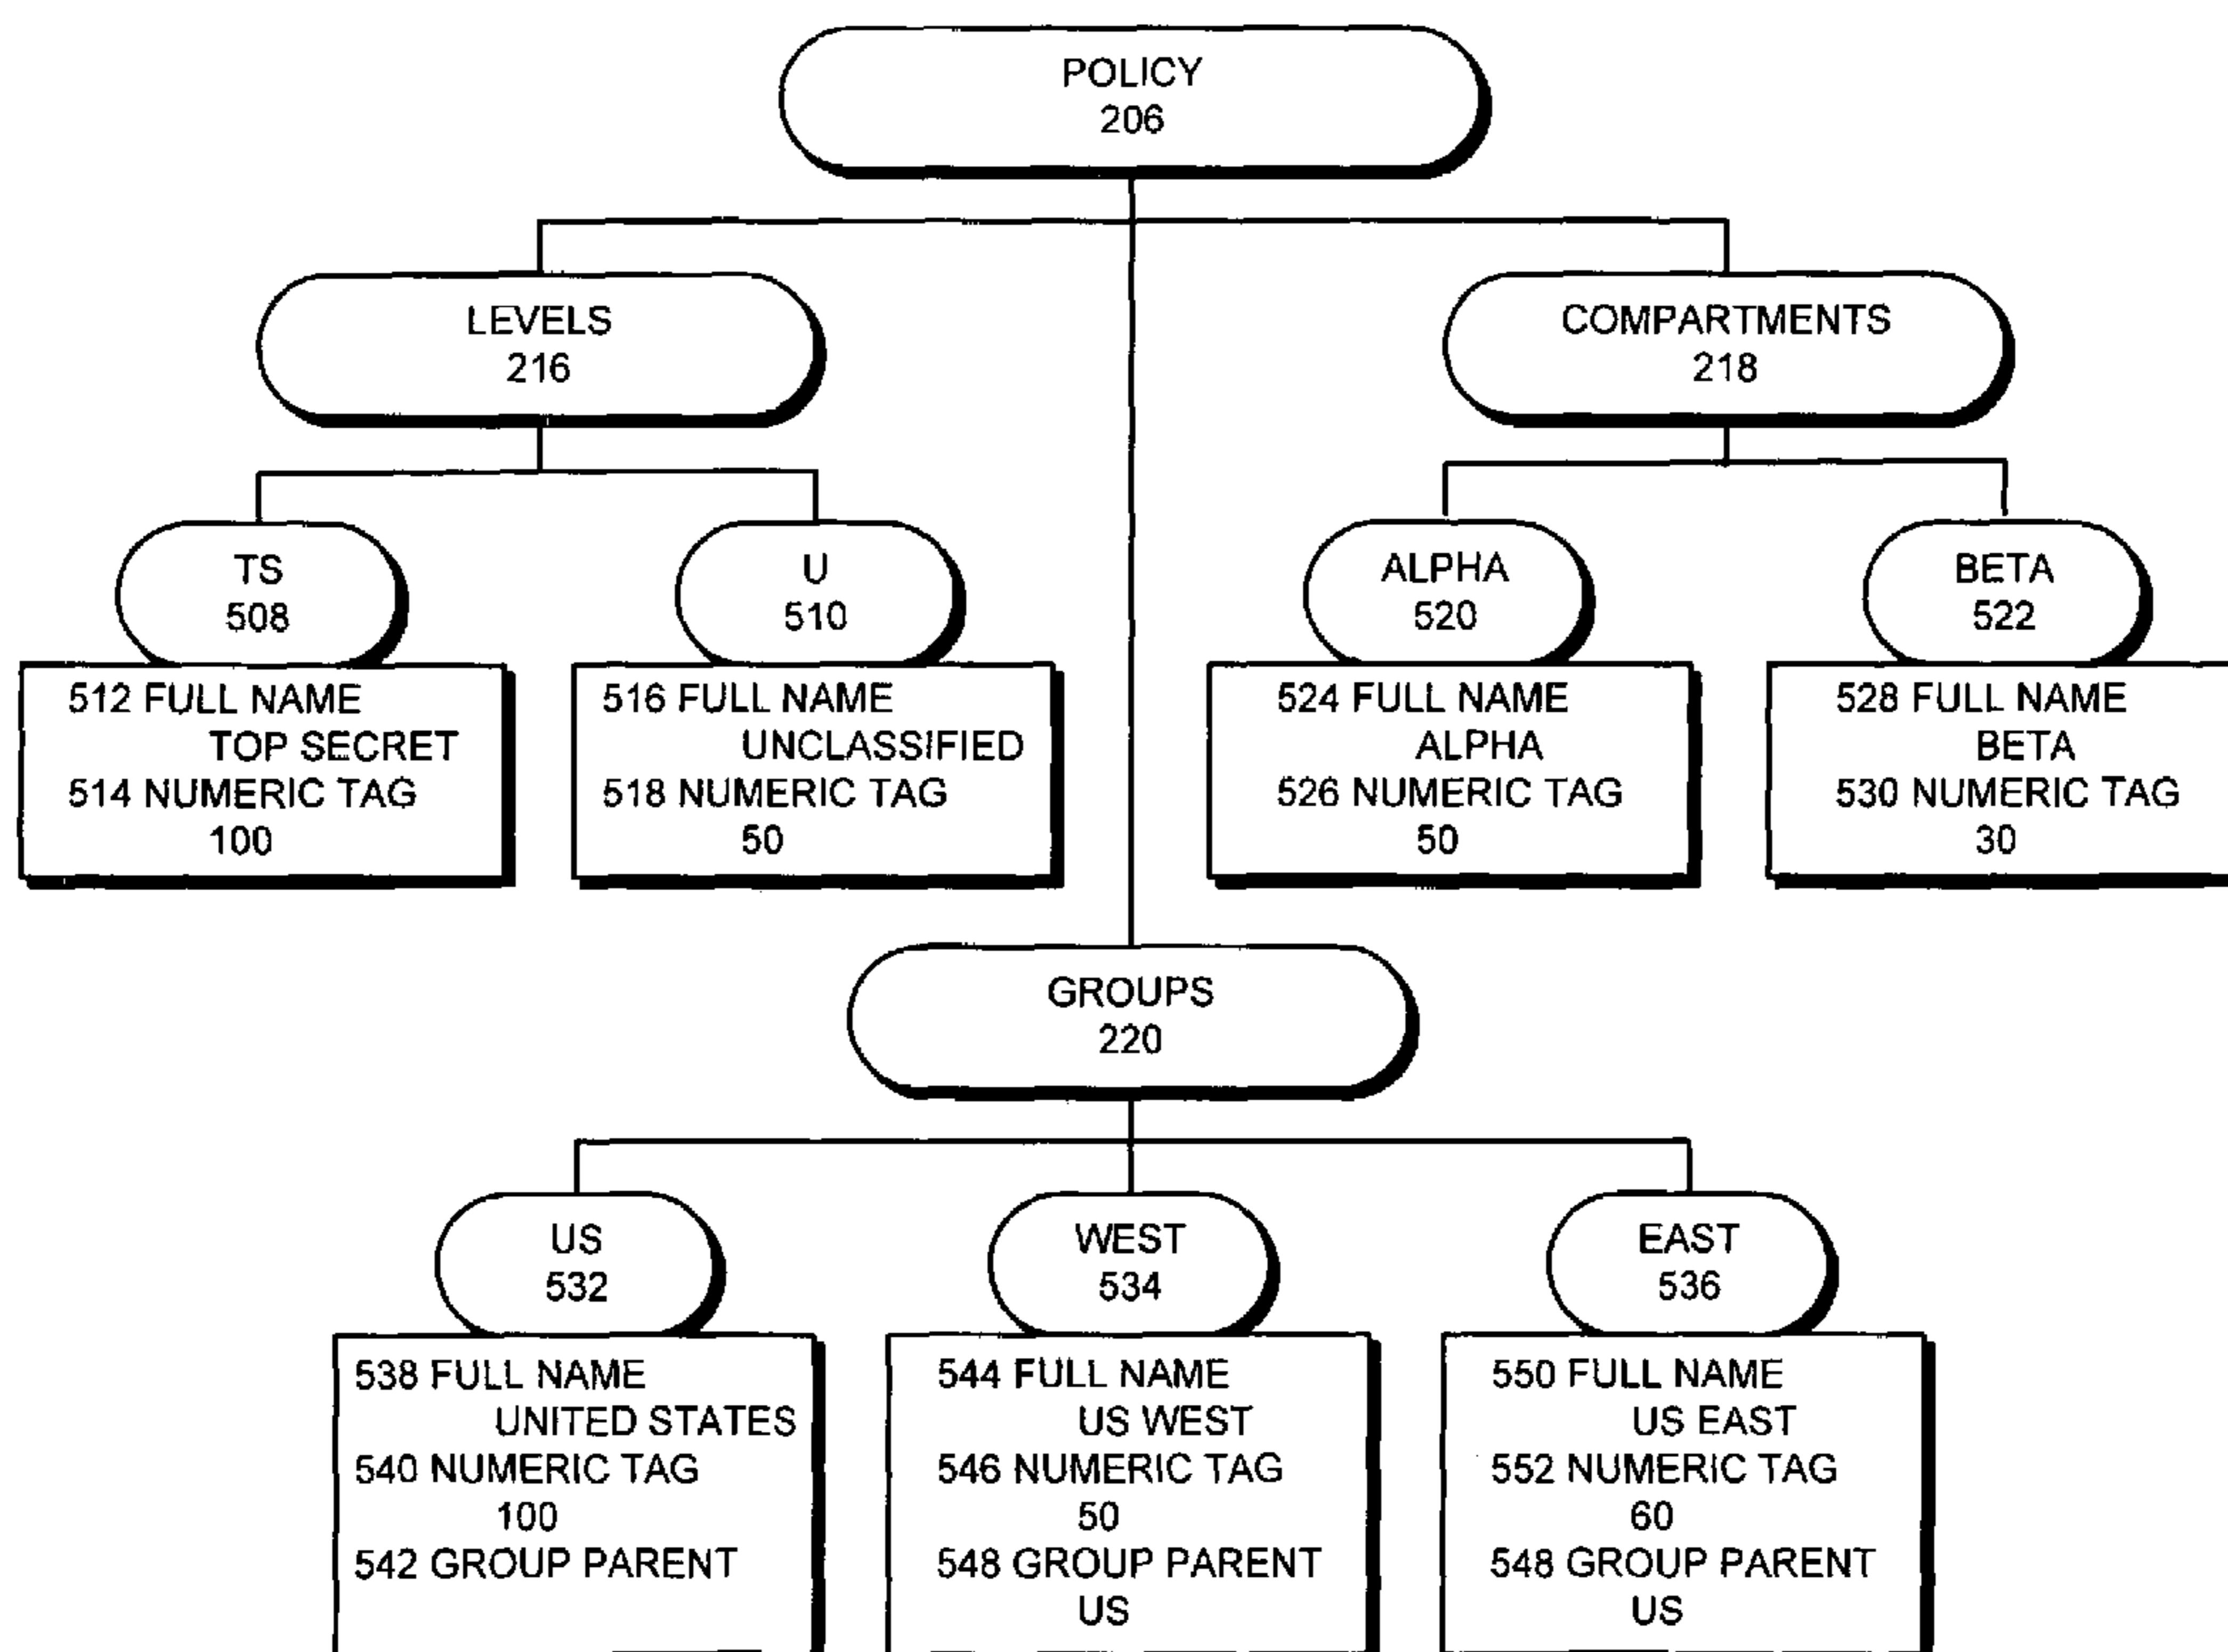 POLICY
206
LEVELS
216
COMPARTMENTS
218
TS
508
U
510
ALPHA
520
BETA
522
512 FULL NAME
TOP SECRET
514 NUMERIC TAG
100
516 FULL NAME
UNCLASSIFIED
518 NUMERIC TAG
50
524 FULL NAME
ALPHA
526 NUMERIC TAG
50
528 FULL NAME
BETA
530 NUMERIC TAG
30
GROUPS
220
US
532
WEST
534
EAST
536
538 FULL NAME
UNITED STATES
540 NUMERIC TAG
100
542 GROUP PARENT
544 FULL NAME
US WEST
546 NUMERIC TAG
50
548 GROUP PARENT
US
550 FULL NAME
US EAST
552 NUMERIC TAG
60
548 GROUP PARENT
US